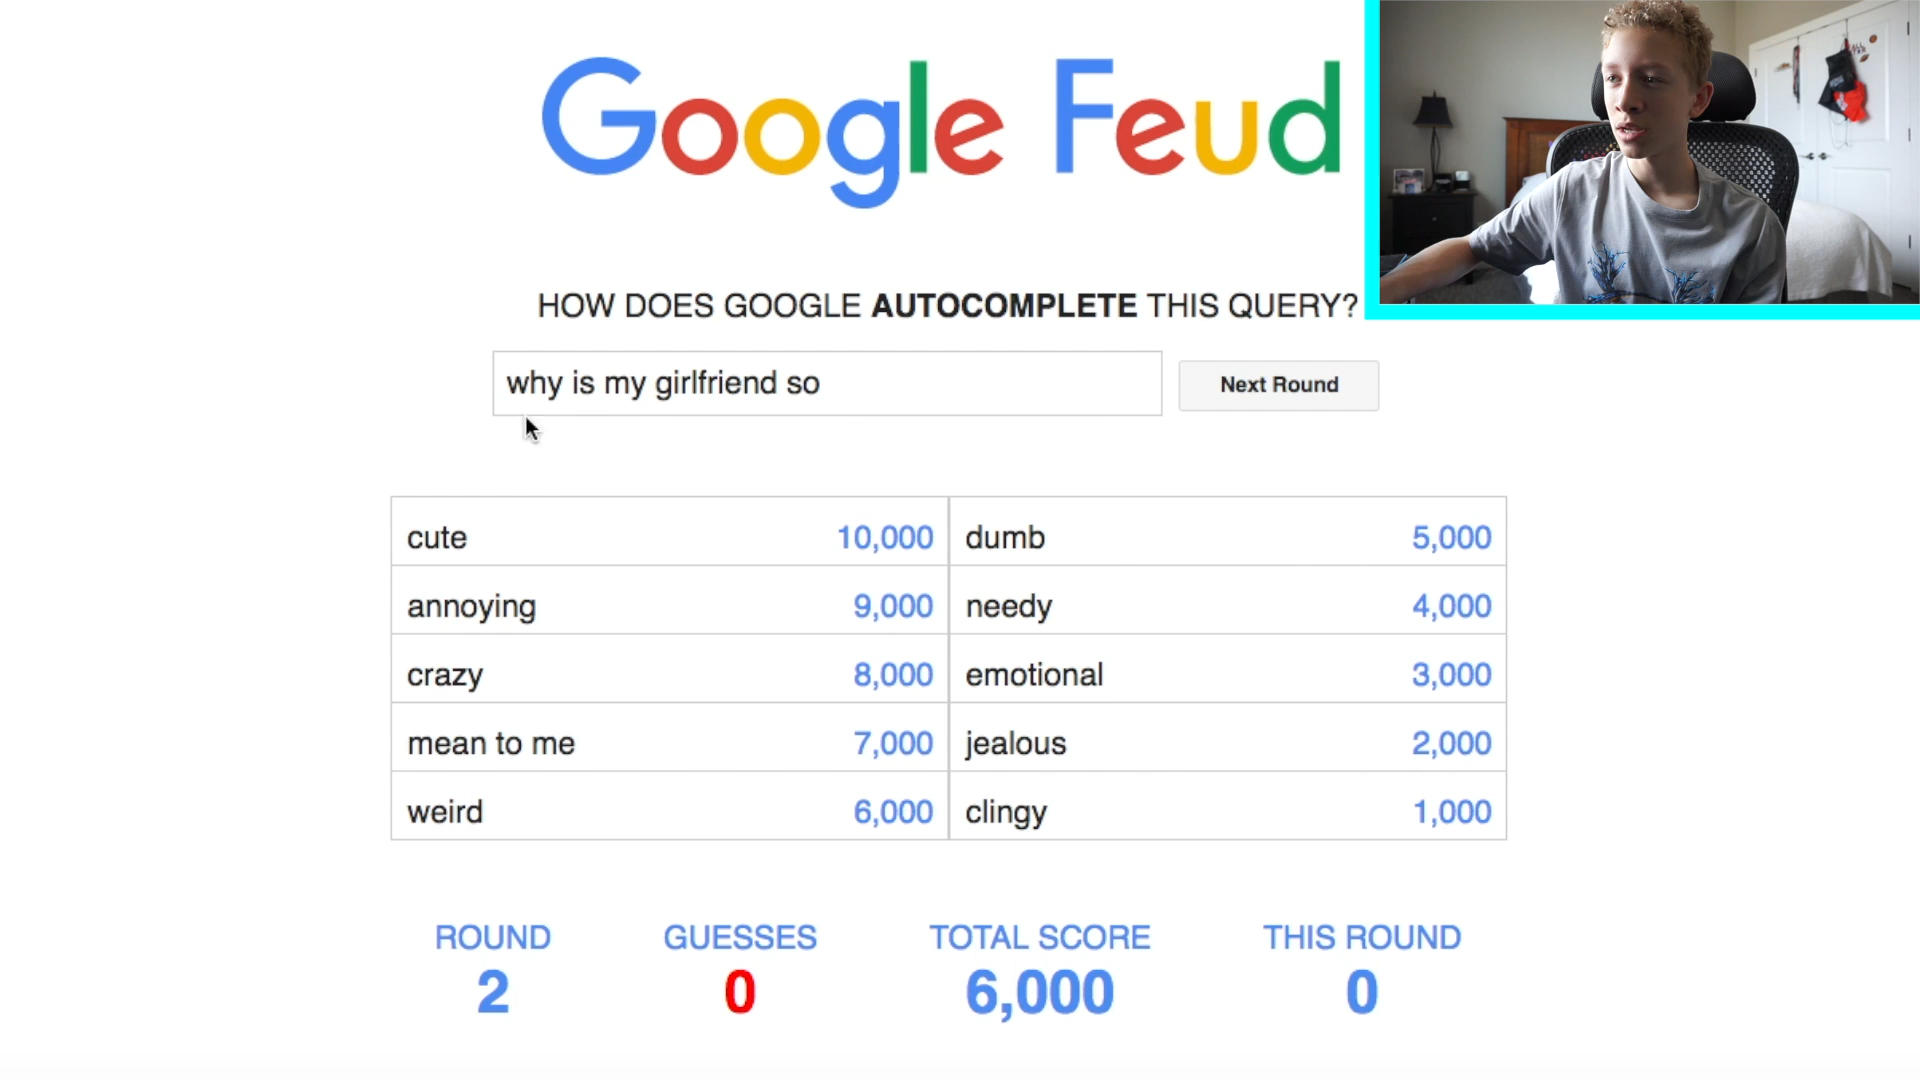 Google Feud
HOW DOES GOOGLE AUTOCOMPLETE THIS QUERY?
why is my girlfriend so
Next Round
cute 10,000 dumb 5,000
annoying 9,000 needy 4,000
crazy 8,000 emotional 3,000
mean to me 7,000 jealous 2,000
weird 6,000 clingy 1,000
ROUND GUESSES TOTAL SCORE THIS ROUND
2 0 6,000 0